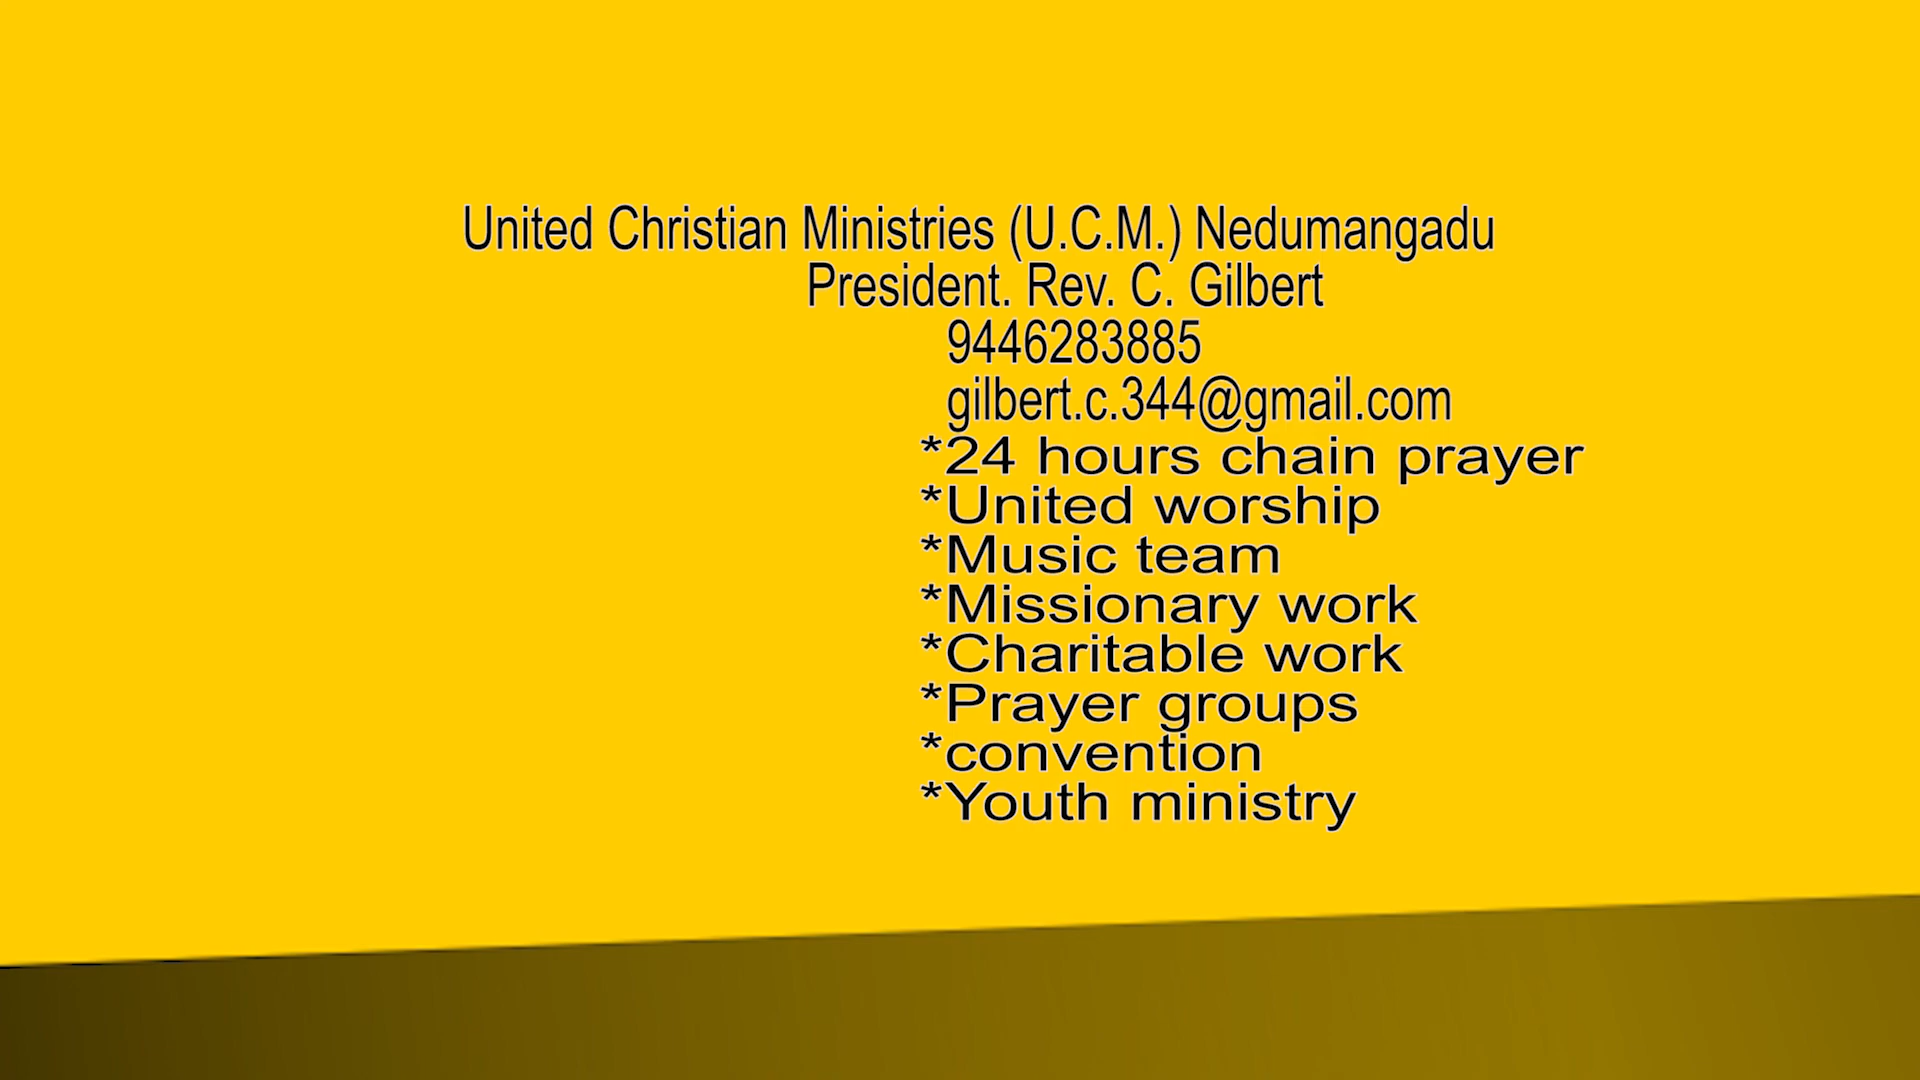 United Christian Ministries (U.C.M.) Nedumangadu
President. Rev. C. Gilbert
9446283885
gilbert.c.344@gmail.com
*24 hours chain prayer
*United worship
*Music team
*Missionary work
*Charitable work
*Prayer groups
*convention
*Youth ministry